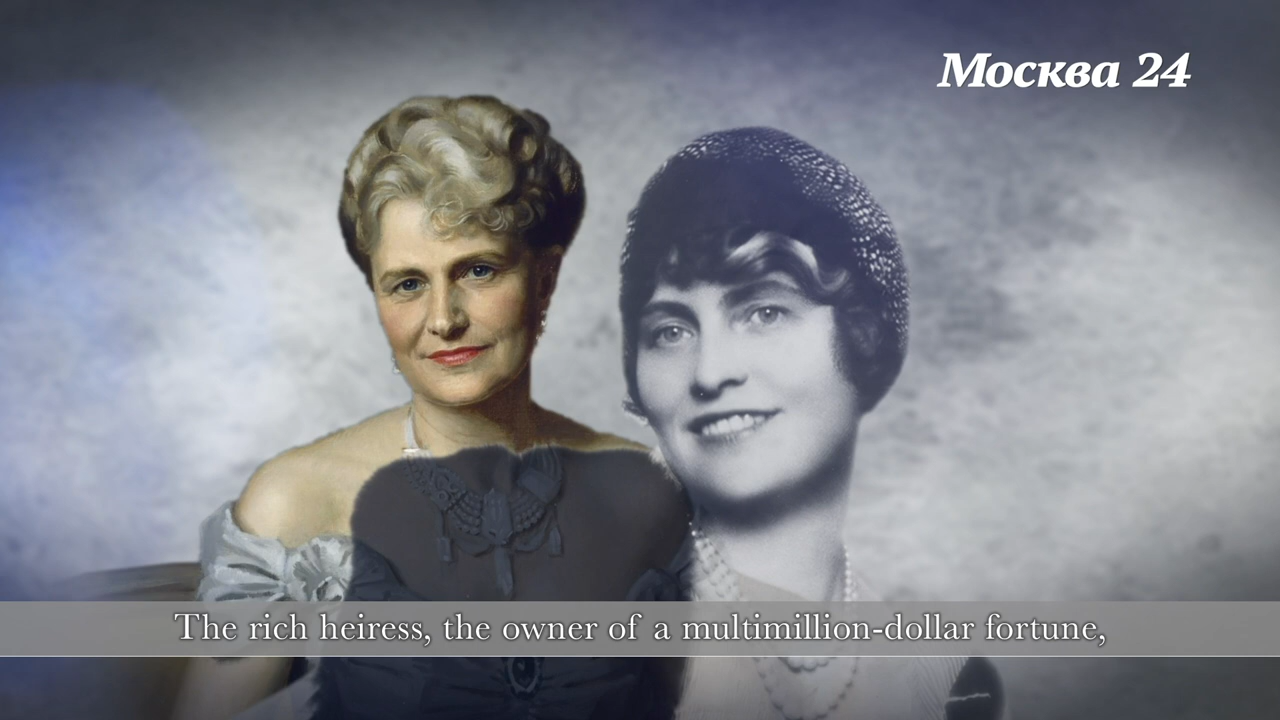 Москва 24
The rich heiress, the owner of a multimillion-dollar fortune,